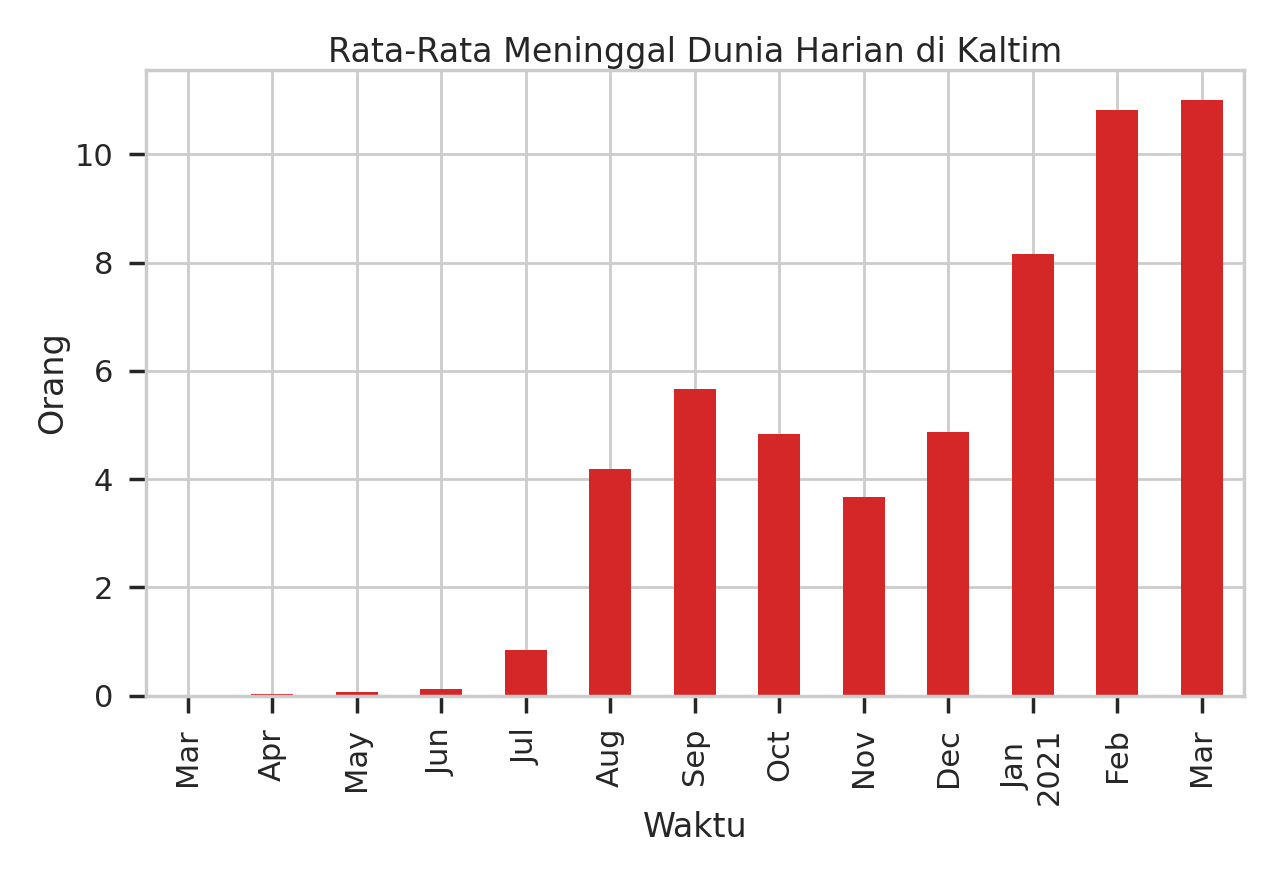 Rata-Rata Meninggal Dunia Harian di Kaltim
Orang
10
8
6
4
2
0
Mar
Apr
May
Jun
Jul
Aug
Sep
Oct
Nov
Dec
Jan
2021
Feb
Mar
Waktu